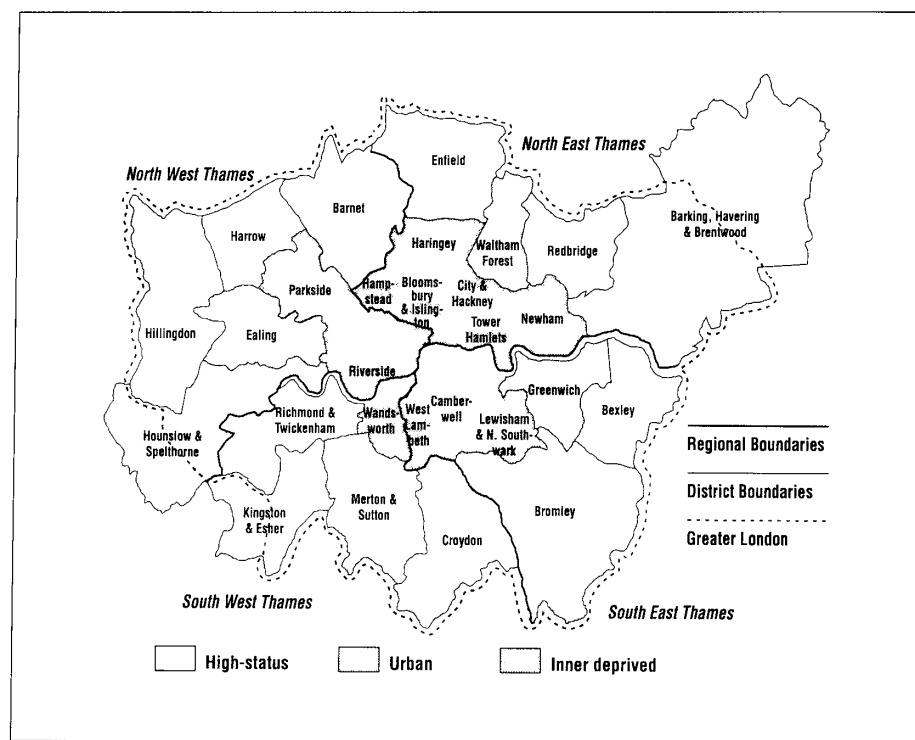 North West Thames
North East Thames
Enfield
Barnet
Harrow
Haringey
Waltham
Forest
Redbridge
Barking, Havering
& Brentwood
Parkside
Hamp-
stead
Blooms-
bury
& Isling-
ton
City &
Hackney
Tower
Hamlets
Newham
Hillingdon
Ealing
Riverside
Hounslow &
Spelthorne
Richmond &
Twickenham
Wands-
worth
West
Lam-
beth
Camber-
well
Lewisham
& N. South-
wark
Greenwich
Bexley
Kingston
& Esher
Merton &
Sutton
Croydon
Bromley
South West Thames
South East Thames
Regional Boundaries
District Boundaries
Greater London
High-status
Urban
Inner deprived